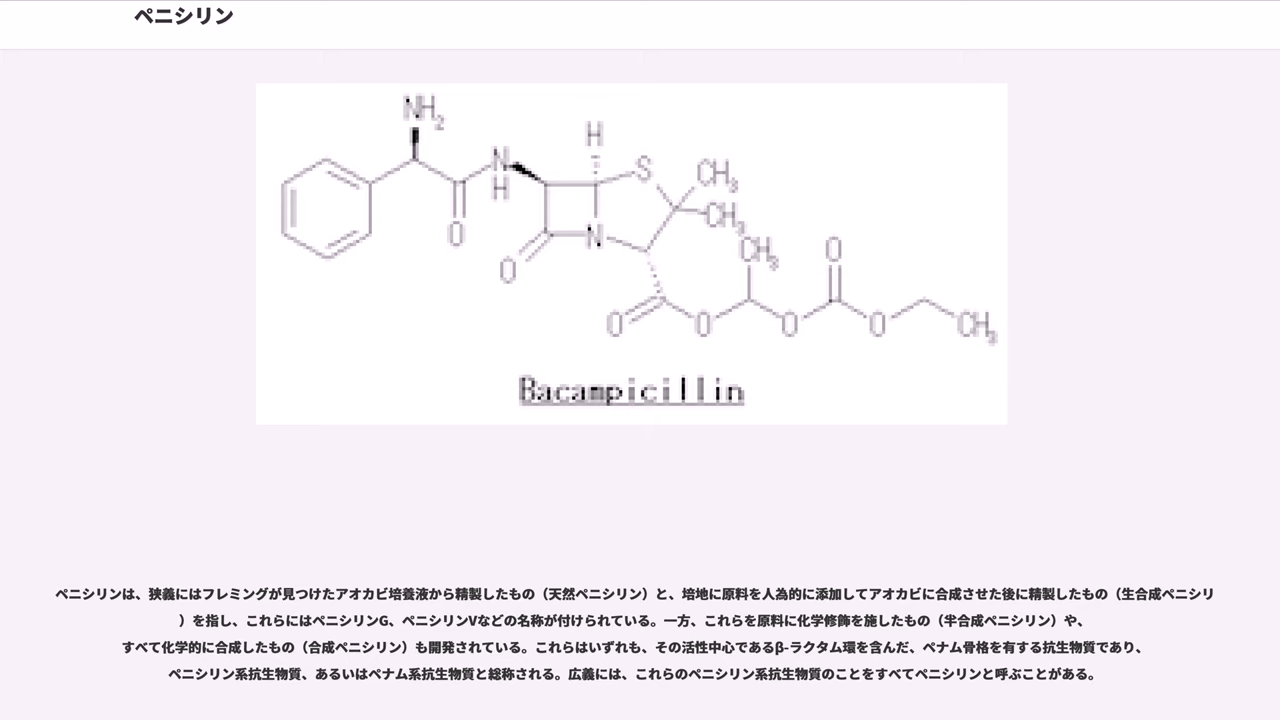 ペニシリン
NH2
H
N
H
S
CH3
CH3
CH3
O
N
O
O
O
O
O
O
CH3
Bacampicillin
ペニシリンは、狭義にはフレミングが見つけたアオカビ培養液から精製したもの（天然ペニシリン）と、培地に原料を人為的に添加してアオカビに合成させた後に精製したもの（生合成ペニシリ
）を指し、これらにはペニシリンG、ペニシリンVなどの名称が付けられている。一方、これらを原料に化学修飾を施したもの（半合成ペニシリン）や、
すべて化学的に合成したもの（合成ペニシリン）も開発されている。これらはいずれも、その活性中心であるβ-ラクタム環を含んだ、ペナム骨格を有する抗生物質であり、
ペニシリン系抗生物質、あるいはペナム系抗生物質と総称される。広義には、これらのペニシリン系抗生物質のことをすべてペニシリンと呼ぶことがある。